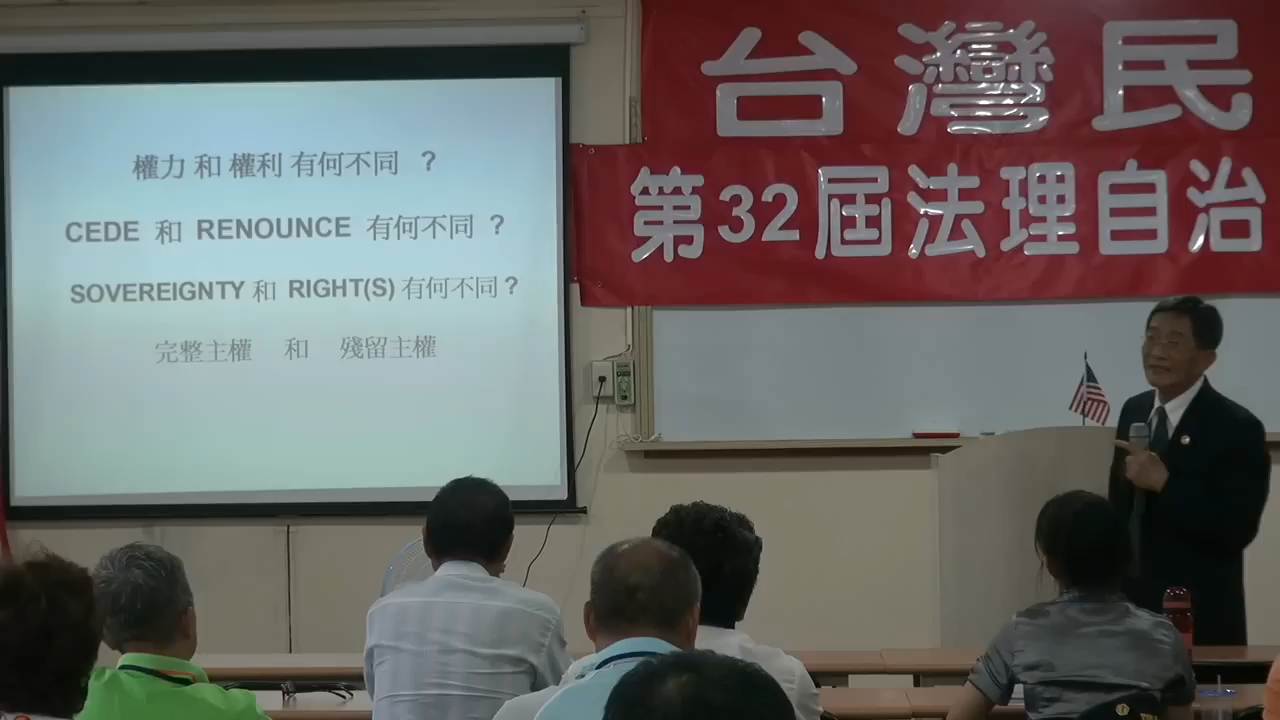 權力 和 權利 有何不同 ？
CEDE 和 RENOUNCE 有何不同 ？
SOVEREIGNTY 和 RIGHT(S) 有何不同？
完整主權 和 殘留主權
台灣民
第32屆法理自治